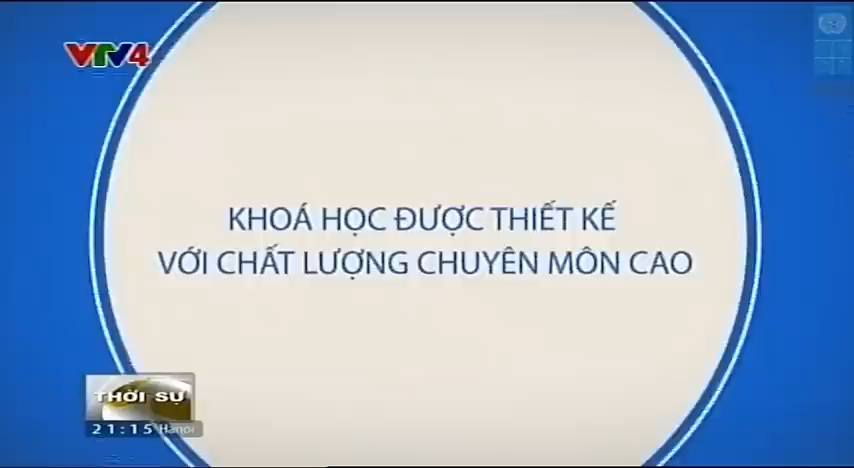 VTV4
KHOÁ HỌC ĐƯỢC THIẾT KẾ
VỚI CHẤT LƯỢNG CHUYÊN MÔN CAO
THỜI SỰ
21:15 Hanoi